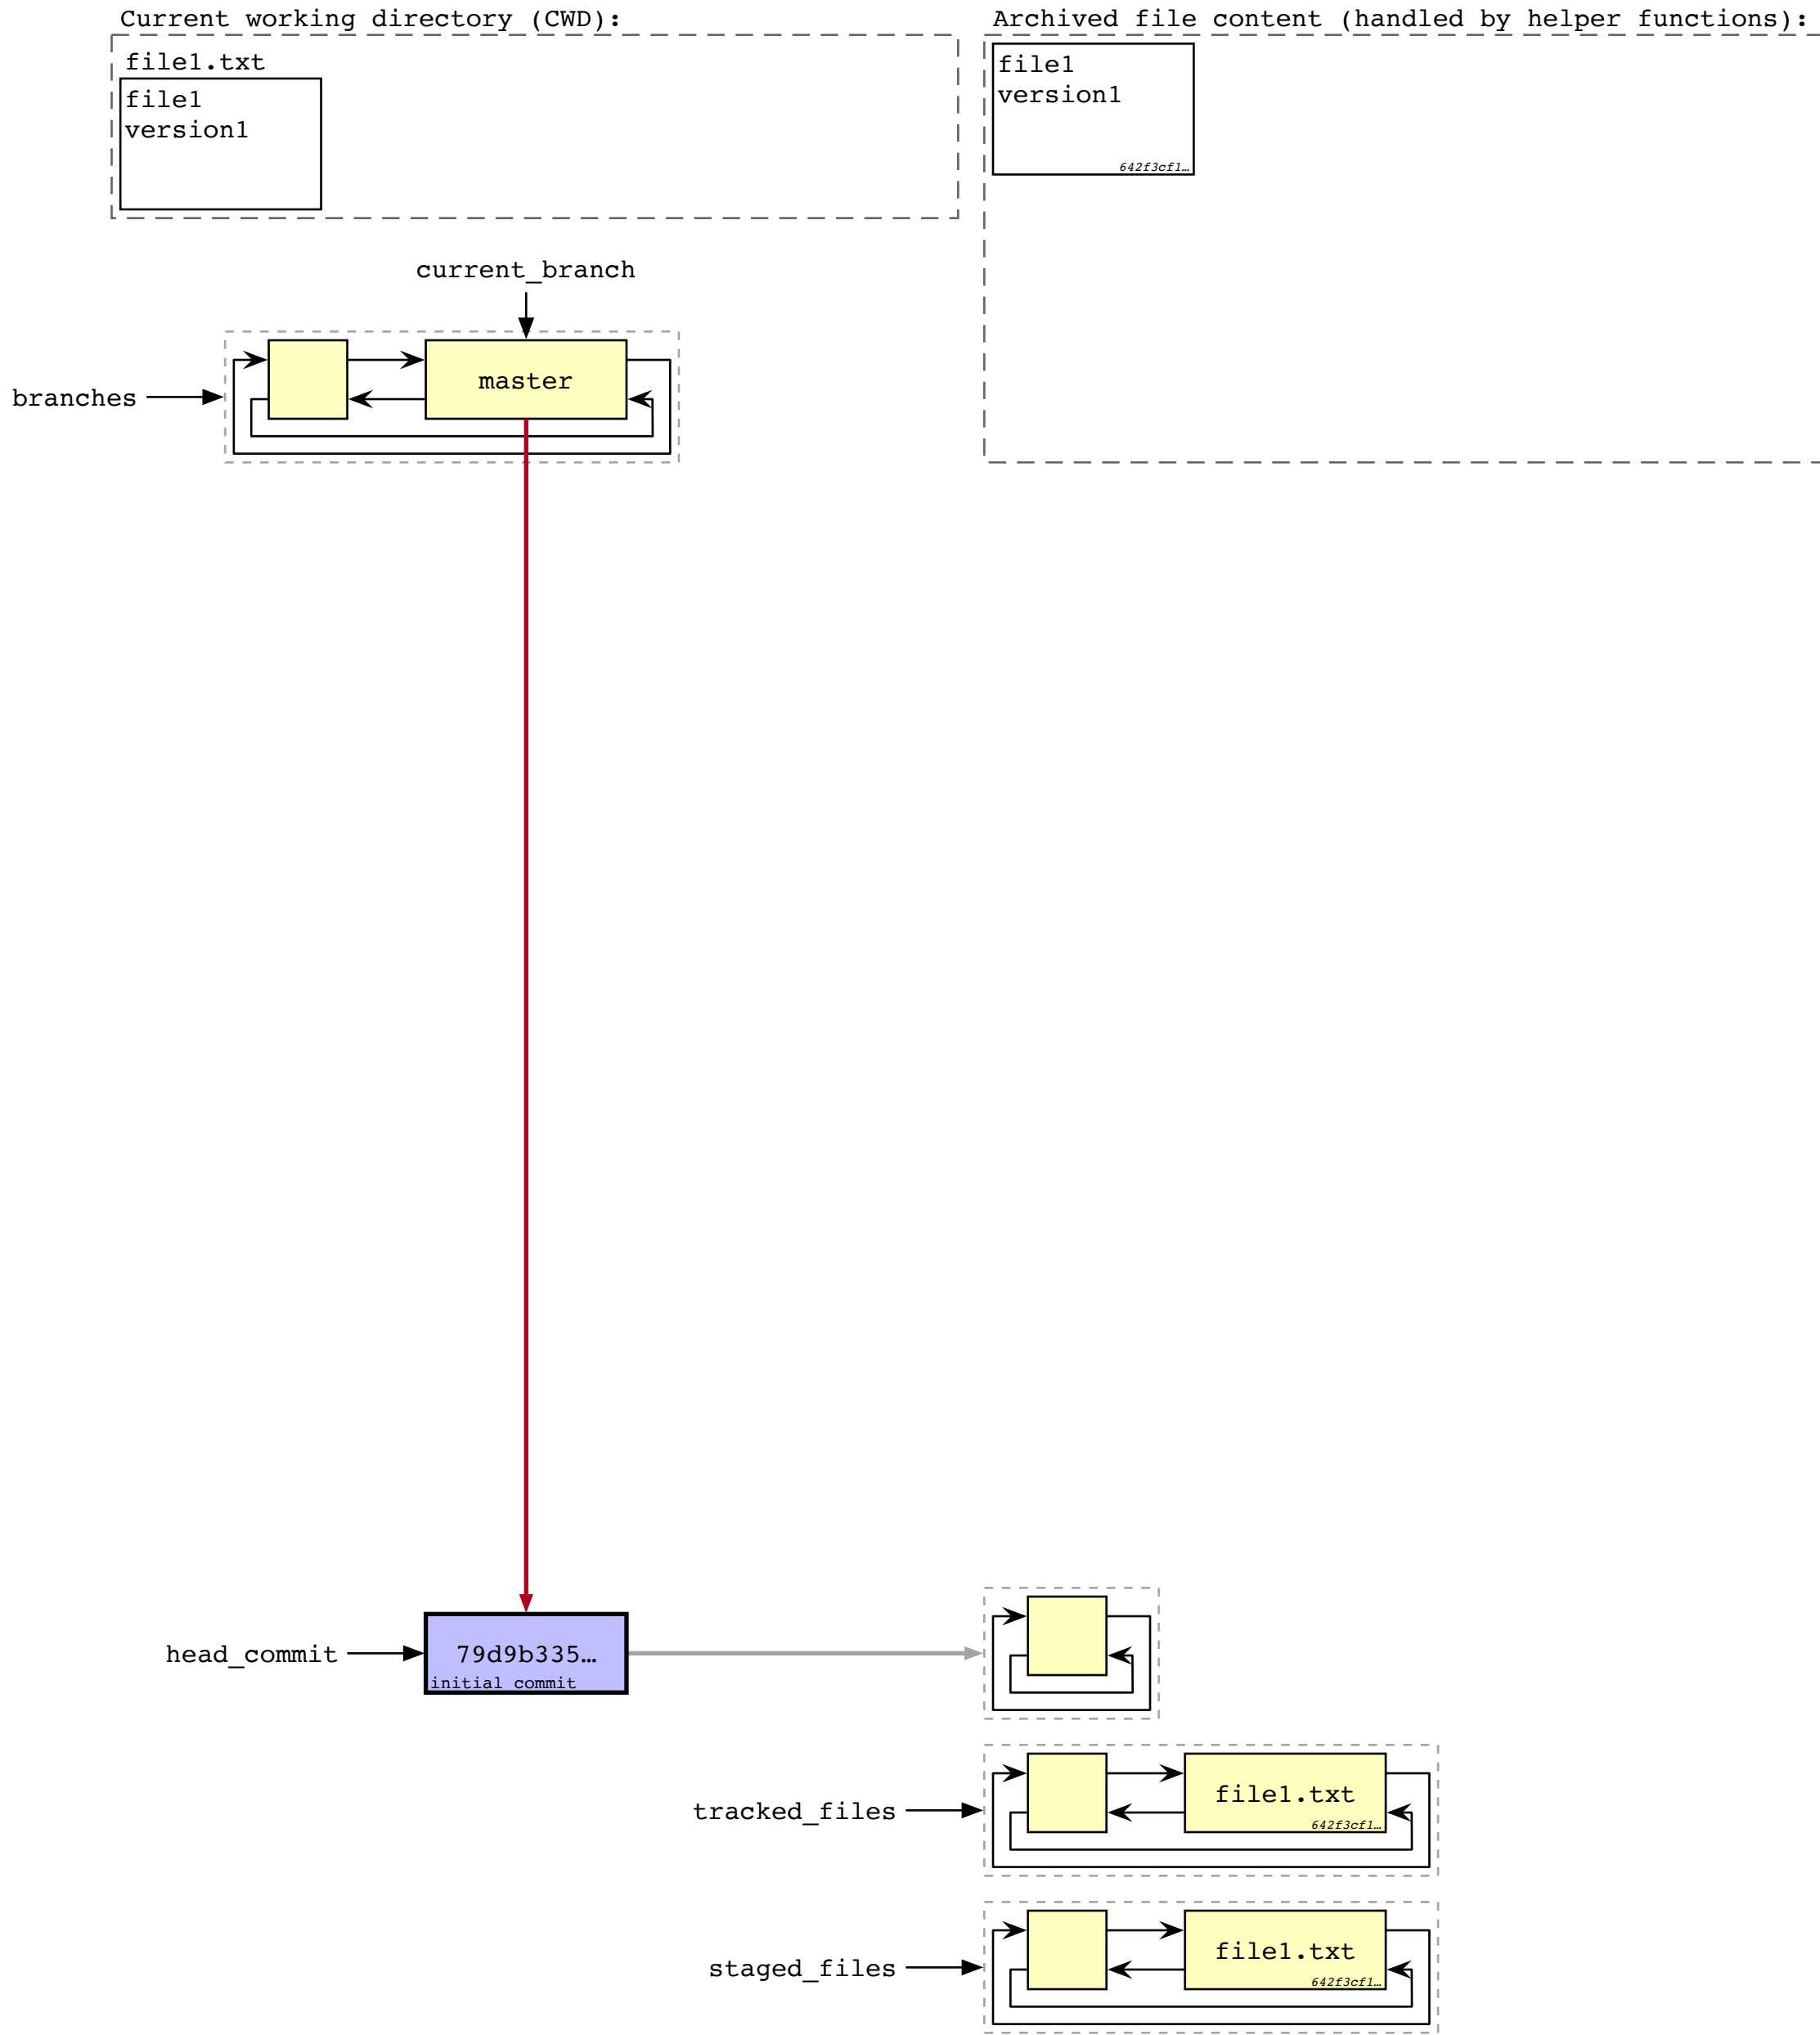 Current working directory (CWD):
file1.txt
file1
version1
Archived file content (handled by helper functions):
file1
version1
642f3cf1…
current_branch
branches
master
head_commit
79d9b335…
initial commit
tracked_files
file1.txt
642f3cf1…
staged_files
file1.txt
642f3cf1…